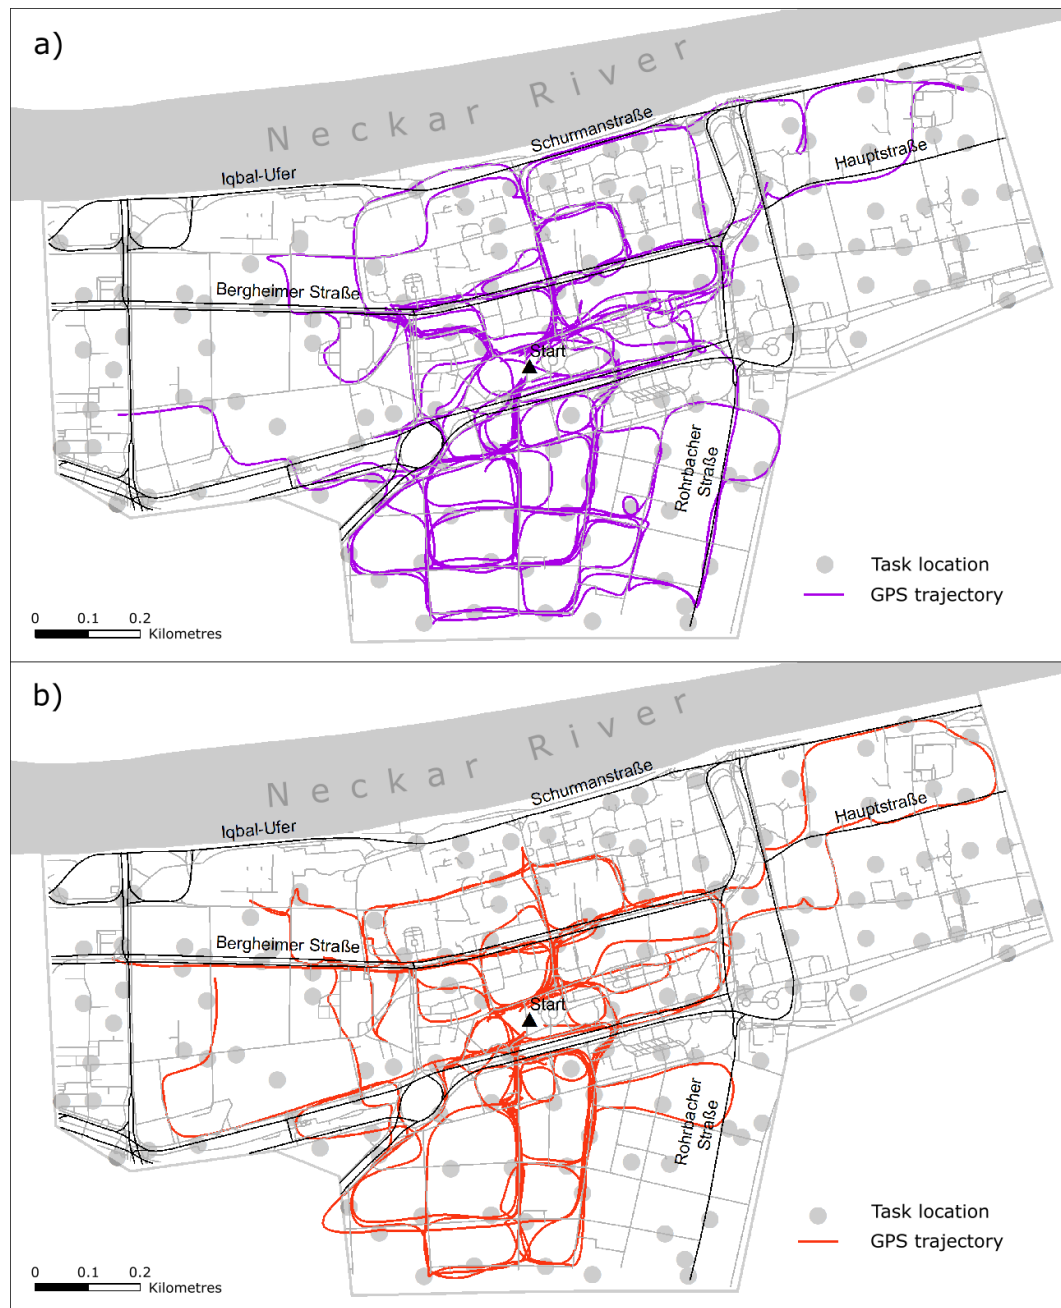 a)
Neckar River
Schurmanstraße
Hauptstraße
Iqbal-Ufer
Bergheimer Straße
Start
Rohrbacher
Straße
Task location
GPS trajectory
0 0.1 0.2
Kilometres
b)
Neckar River
Schurmanstraße
Hauptstraße
Iqbal-Ufer
Bergheimer Straße
Start
Rohrbacher
Straße
Task location
GPS trajectory
0 0.1 0.2
Kilometres